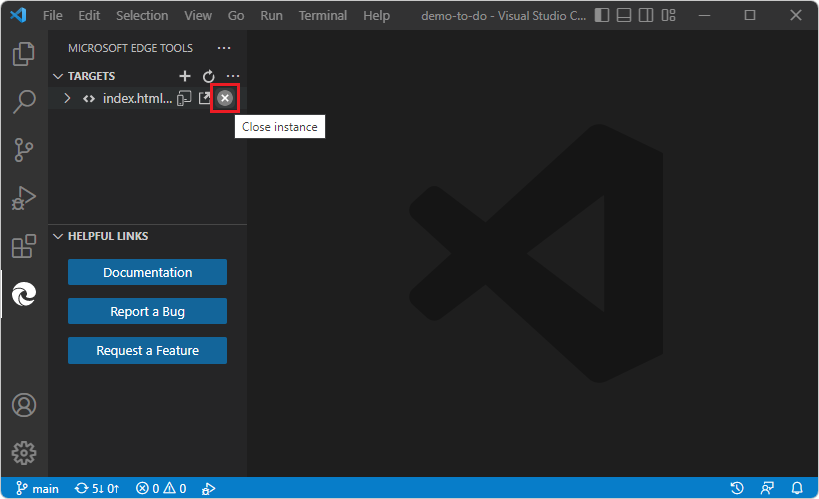 File Edit Selection View Go Run Terminal Help demo-to-do - Visual Studio C...
MICROSOFT EDGE TOOLS ...
TARGETS ...
index.html...
Close instance
HELPFUL LINKS
Documentation
Report a Bug
Request a Feature
main 5↓ 0↑ 0 0